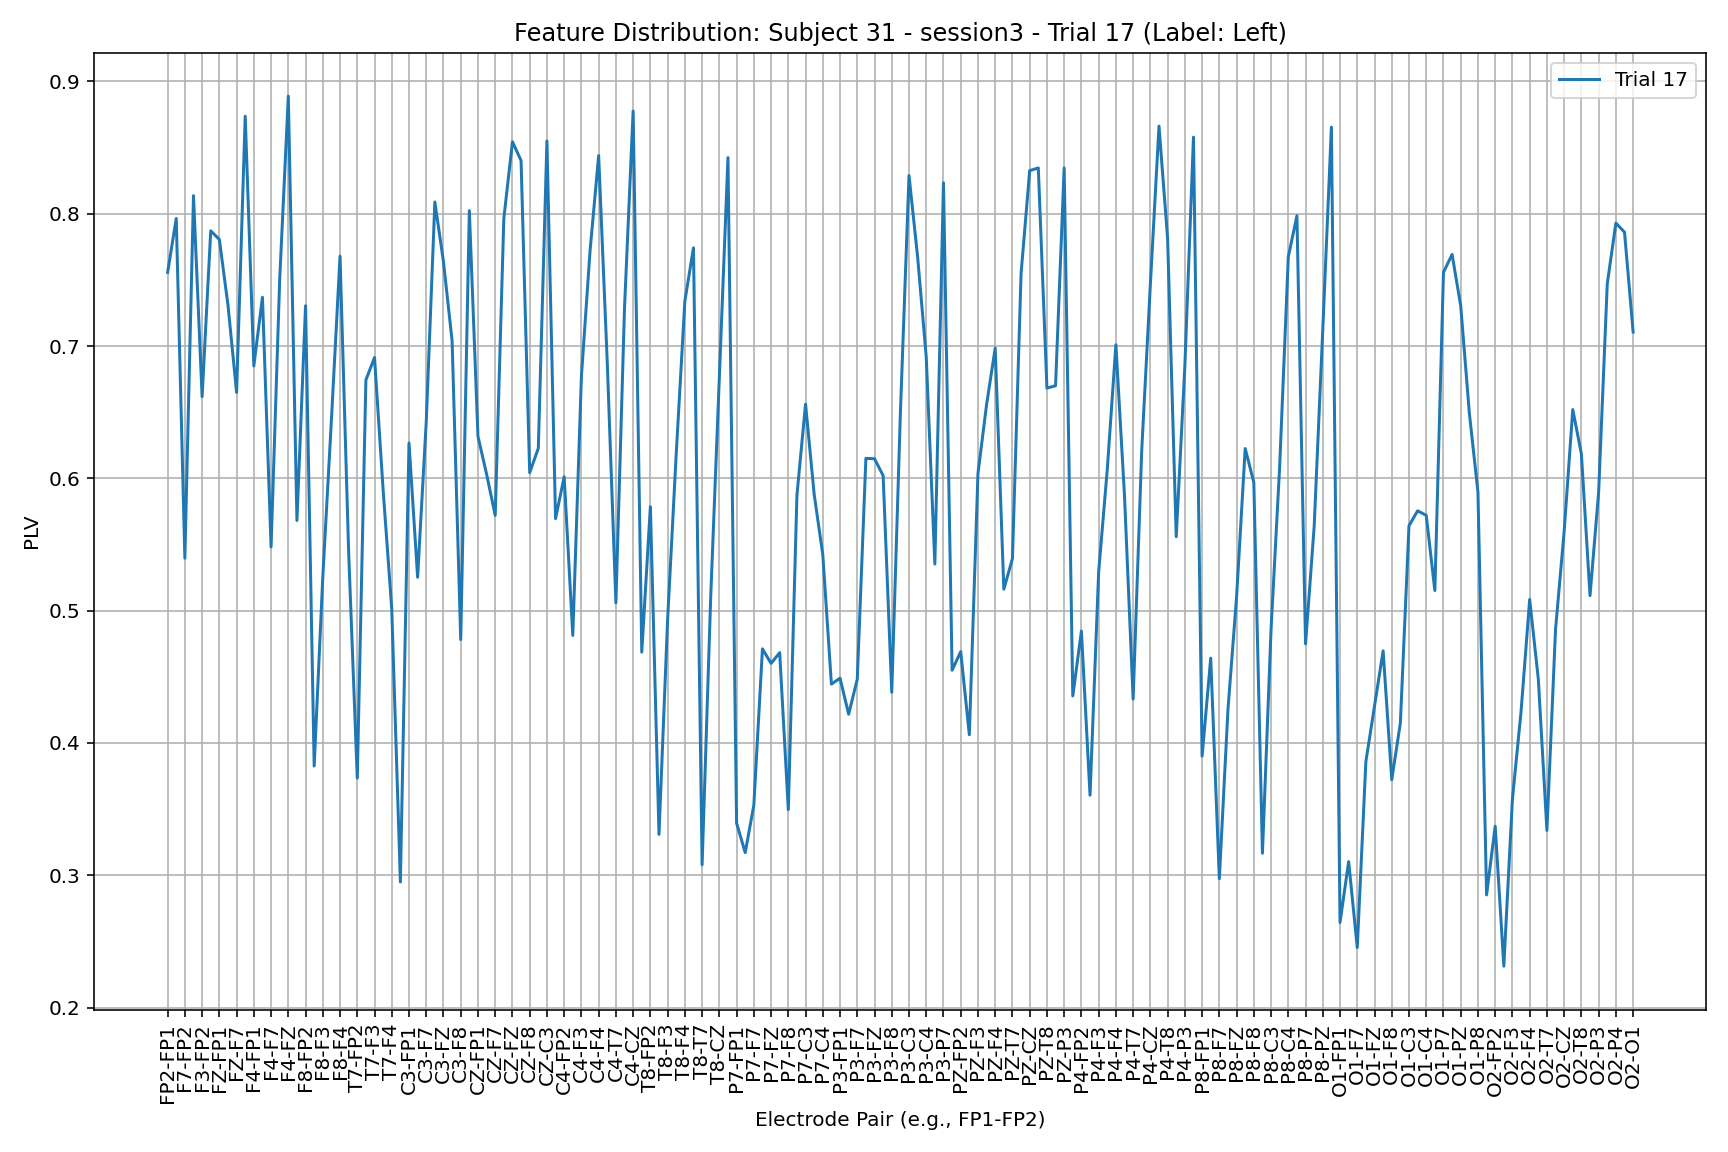 Feature Distribution: Subject 31 - session3 - Trial 17 (Label: Left)
Trial 17
PLV
0.9
0.8
0.7
0.6
0.5
0.4
0.3
0.2
FP2-FP1
F7-FP2
F3-FP2
FZ-FP1
FZ-F7
F4-FP1
F4-F7
F4-FZ
F8-FP2
F8-F3
F8-F4
T7-FP2
T7-F3
T7-F4
C3-FP1
C3-F7
C3-FZ
C3-F8
CZ-FP1
CZ-F7
CZ-FZ
CZ-F8
CZ-C3
C4-FP2
C4-F3
C4-F4
C4-T7
C4-CZ
T8-FP2
T8-F3
T8-F4
T8-T7
T8-CZ
P7-FP1
P7-F7
P7-FZ
P7-F8
P7-C3
P7-C4
P3-FP1
P3-F7
P3-FZ
P3-F8
P3-C3
P3-C4
P3-P7
PZ-FP2
PZ-F3
PZ-F4
PZ-T7
PZ-CZ
PZ-T8
PZ-P3
P4-FP2
P4-F3
P4-F4
P4-T7
P4-CZ
P4-T8
P4-P3
P8-FP1
P8-F7
P8-FZ
P8-F8
P8-C3
P8-C4
P8-P7
P8-PZ
O1-FP1
O1-F7
O1-FZ
O1-F8
O1-C3
O1-C4
O1-P7
O1-PZ
O1-P8
O2-FP2
O2-F3
O2-F4
O2-T7
O2-CZ
O2-T8
O2-P3
O2-P4
O2-O1
Electrode Pair (e.g., FP1-FP2)